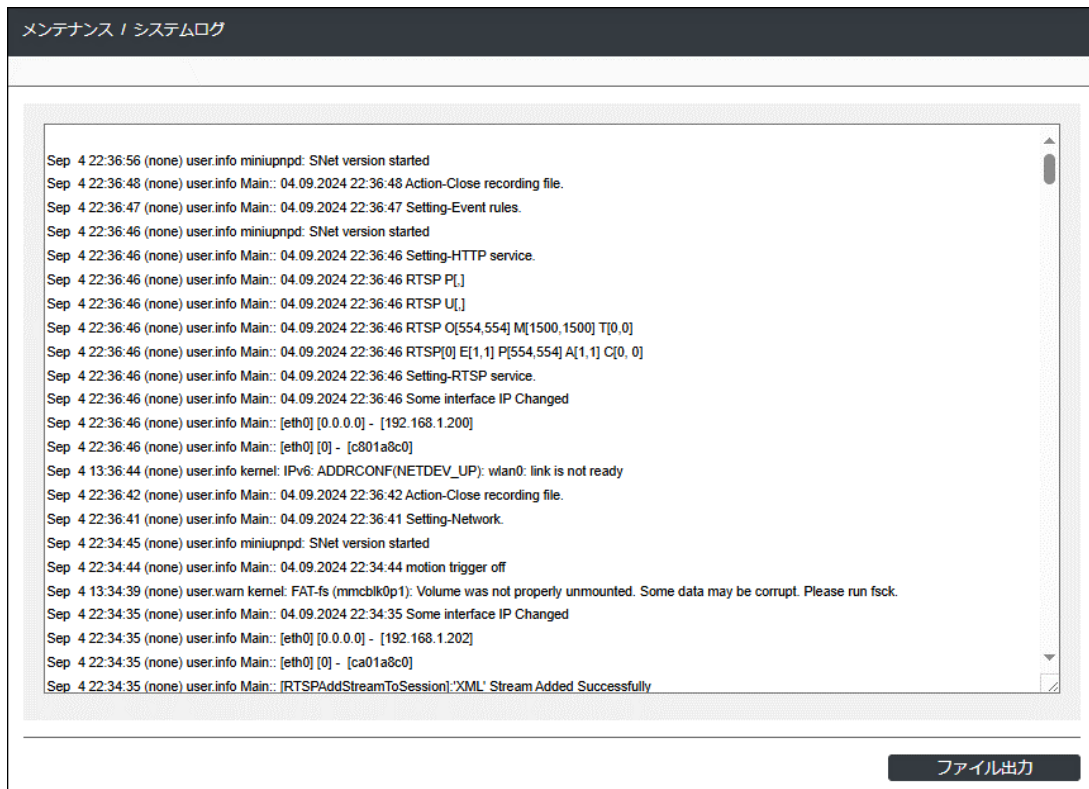 メンテナンス / システムログ
Sep 4 22:36:56 (none) user.info miniupnpd: SNet version started
Sep 4 22:36:48 (none) user.info Main:: 04.09.2024 22:36:48 Action-Close recording file.
Sep 4 22:36:47 (none) user.info Main:: 04.09.2024 22:36:47 Setting-Event rules.
Sep 4 22:36:46 (none) user.info miniupnpd: SNet version started
Sep 4 22:36:46 (none) user.info Main:: 04.09.2024 22:36:46 Setting-HTTP service.
Sep 4 22:36:46 (none) user.info Main:: 04.09.2024 22:36:46 RTSP P[,]
Sep 4 22:36:46 (none) user.info Main:: 04.09.2024 22:36:46 RTSP U[,]
Sep 4 22:36:46 (none) user.info Main:: 04.09.2024 22:36:46 RTSP O[554,554] M[1500,1500] T[0,0]
Sep 4 22:36:46 (none) user.info Main:: 04.09.2024 22:36:46 RTSP[0] E[1,1] P[554,554] A[1,1] C[0, 0]
Sep 4 22:36:46 (none) user.info Main:: 04.09.2024 22:36:46 Setting-RTSP service.
Sep 4 22:36:46 (none) user.info Main:: 04.09.2024 22:36:46 Some interface IP Changed
Sep 4 22:36:46 (none) user.info Main:: [eth0] [0.0.0.0] - [192.168.1.200]
Sep 4 22:36:46 (none) user.info Main:: [eth0] [0] - [c801a8c0]
Sep 4 13:36:44 (none) user.info kernel: IPv6: ADDRCONF(NETDEV_UP): wlan0: link is not ready
Sep 4 22:36:42 (none) user.info Main:: 04.09.2024 22:36:42 Action-Close recording file.
Sep 4 22:36:41 (none) user.info Main:: 04.09.2024 22:36:41 Setting-Network.
Sep 4 22:34:45 (none) user.info miniupnpd: SNet version started
Sep 4 22:34:44 (none) user.info Main:: 04.09.2024 22:34:44 motion trigger off
Sep 4 13:34:39 (none) user.warn kernel: FAT-fs (mmcblk0p1): Volume was not properly unmounted. Some data may be corrupt. Please run fsck.
Sep 4 22:34:35 (none) user.info Main:: 04.09.2024 22:34:35 Some interface IP Changed
Sep 4 22:34:35 (none) user.info Main:: [eth0] [0.0.0.0] - [192.168.1.202]
Sep 4 22:34:35 (none) user.info Main:: [eth0] [0] - [ca01a8c0]
Sep 4 22:34:35 (none) user.info Main:: [RTSPAddStreamToSession]:'XML' Stream Added Successfully
ファイル出力